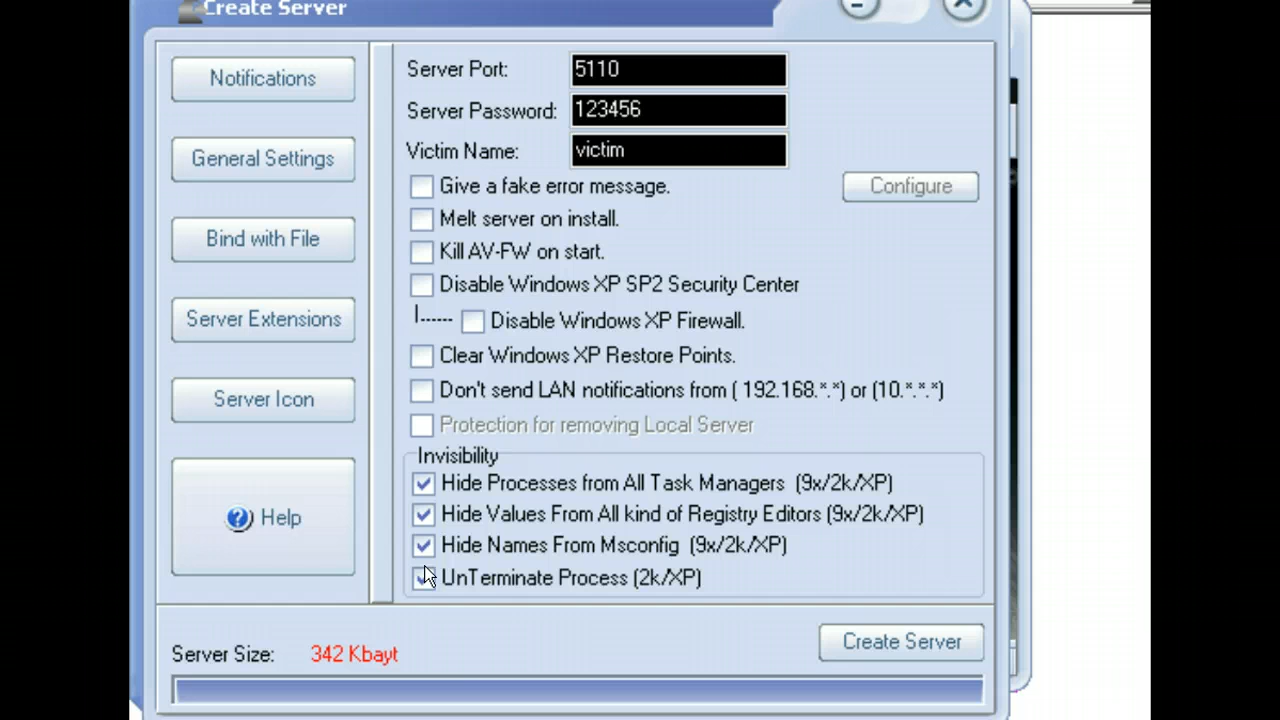 Create Server
Notifications
General Settings
Bind with File
Server Extensions
Server Icon
Help
Server Port: 5110
Server Password: 123456
Victim Name: victim
Give a fake error message.
Configure
Melt server on install.
Kill AV-FW on start.
Disable Windows XP SP2 Security Center
Disable Windows XP Firewall.
Clear Windows XP Restore Points.
Don't send LAN notifications from ( 192.168.*.*) or (10.*.*.*)
Protection for removing Local Server
Invisibility
Hide Processes from All Task Managers (9x/2k/XP)
Hide Values From All kind of Registry Editors (9x/2k/XP)
Hide Names From Msconfig (9x/2k/XP)
UnTerminate Process (2k/XP)
Server Size: 342 Kbayt
Create Server